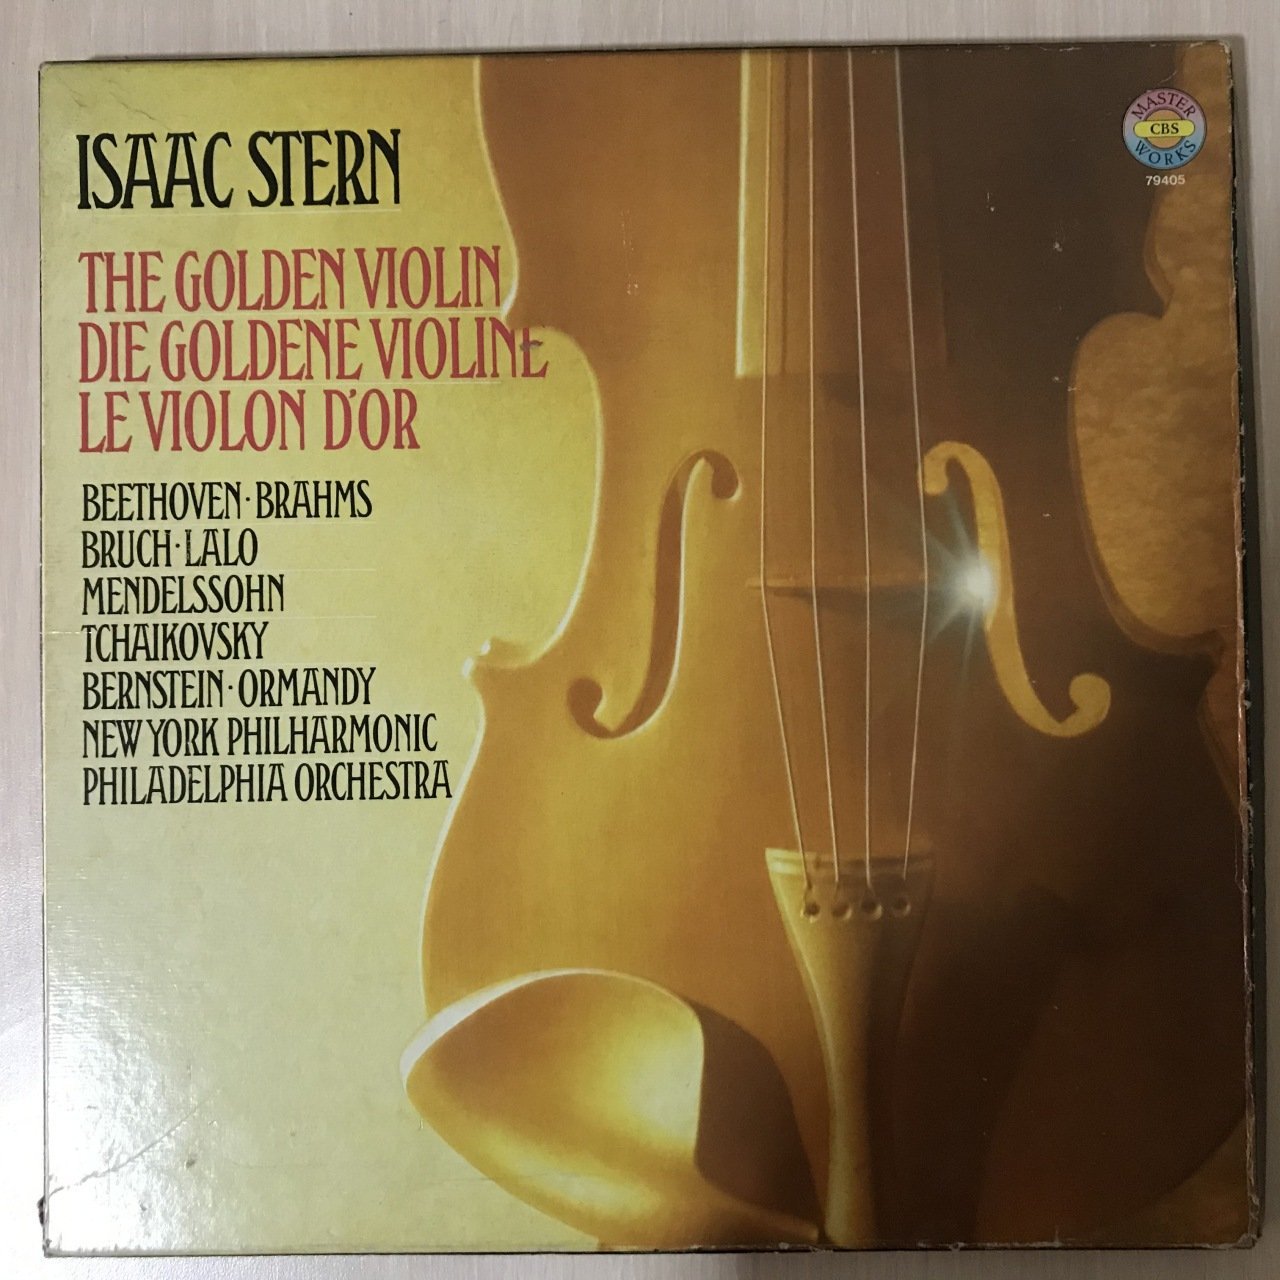 ISAAC STERN
THE GOLDEN VIOLIN
DIE GOLDENE VIOLINE
LE VIOLON D'OR
BEETHOVEN·BRAHMS
BRUCH·LALO
MENDELSSOHN
TCHAIKOVSKY
BERNSTEIN·ORMANDY
NEW YORK PHILHARMONIC
PHILADELPHIA ORCHESTRA
MASTER
CBS
WORKS
79405